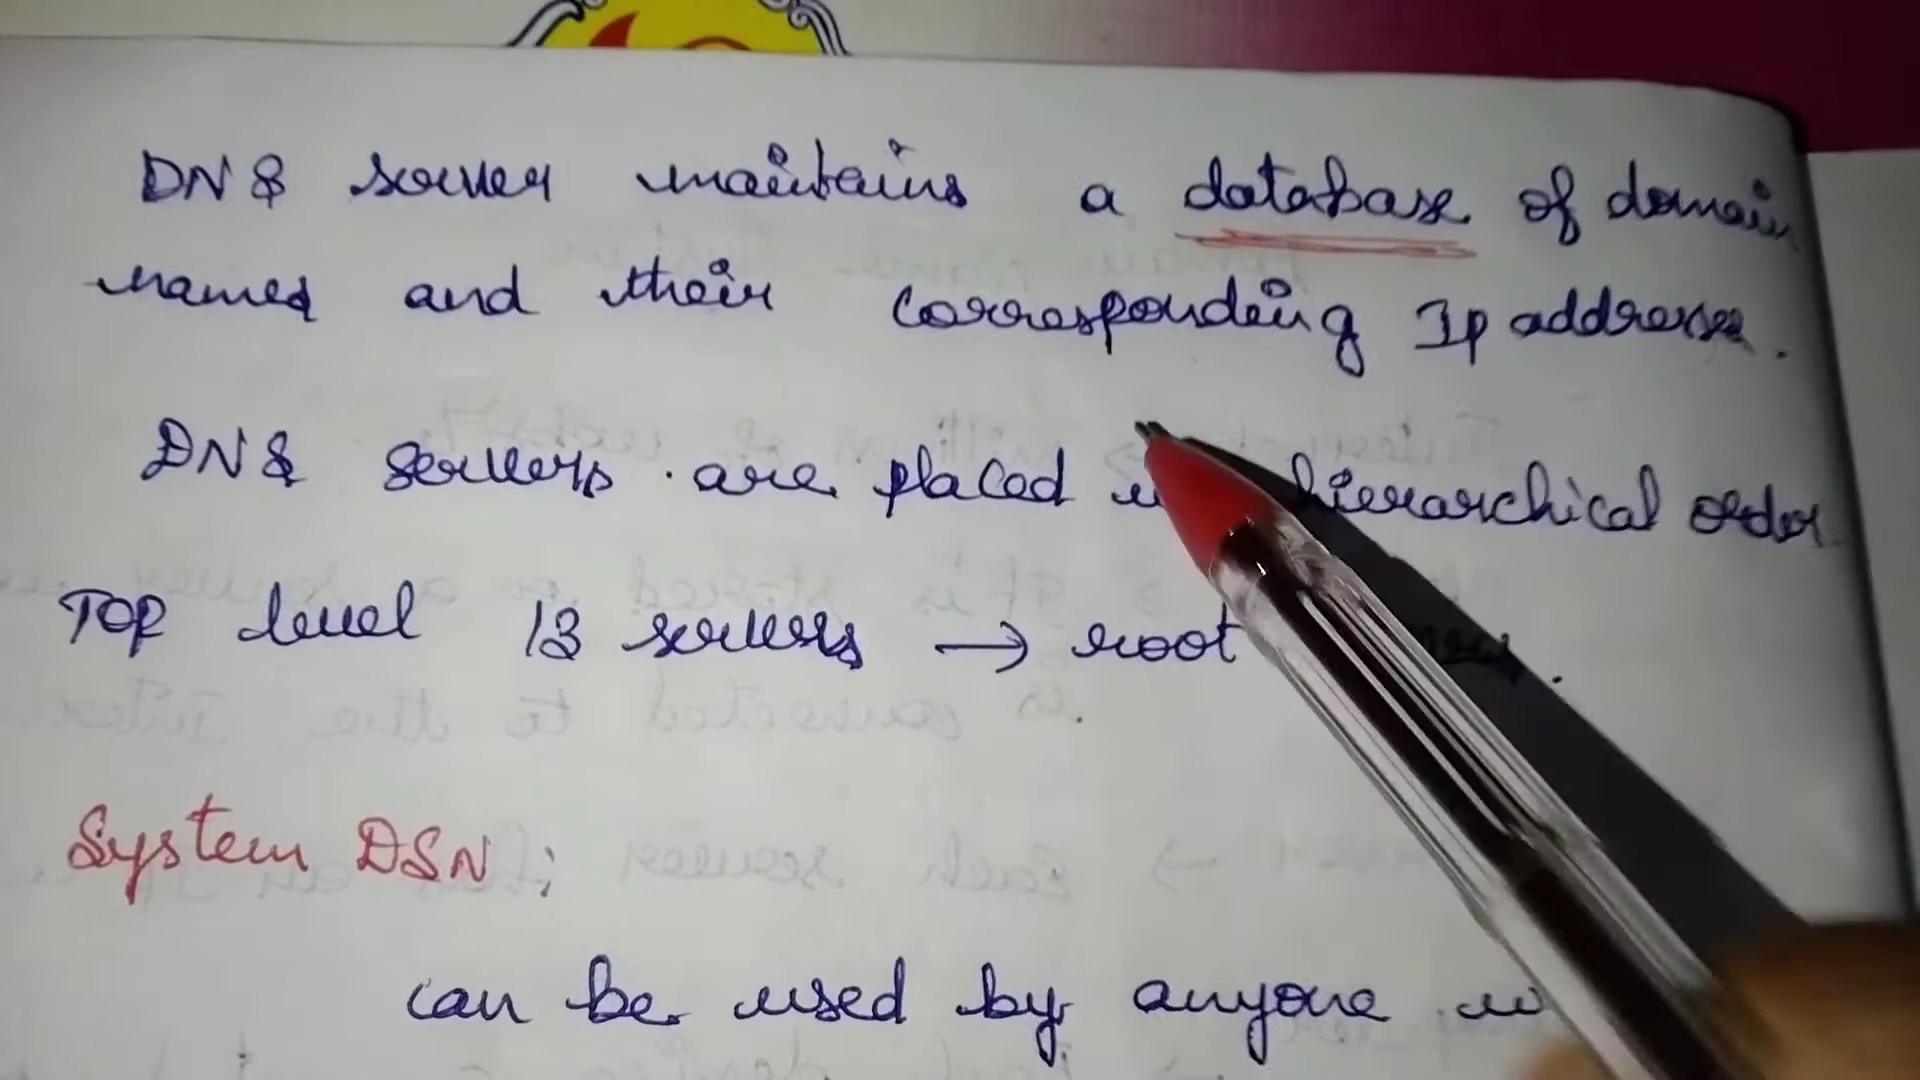 DNS server maintains a database of domain
names and their corresponding Ip addresses.
DNS servers are placed in hierarchical order.
Top level 13 servers → root
System DSN :
can be used by anyone